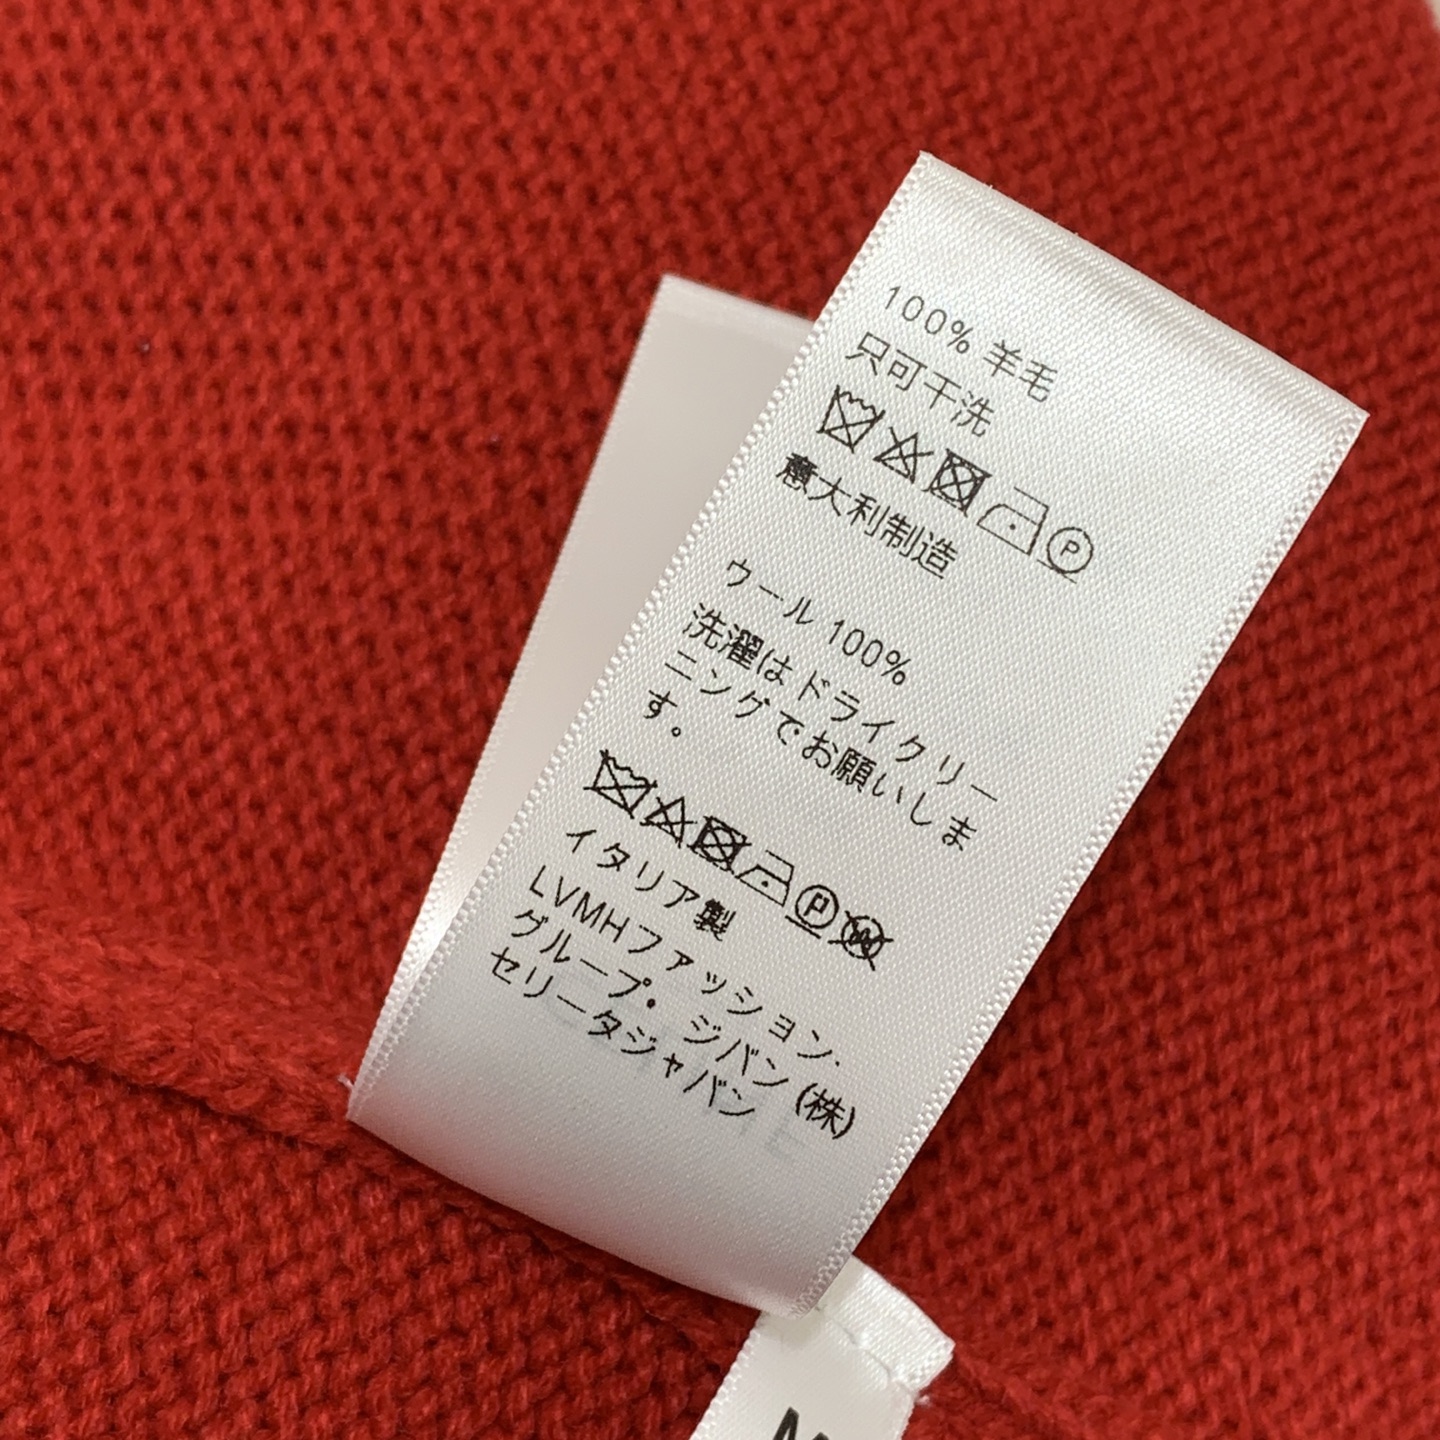 100% 羊毛
只可干洗
P
意大利制造
ウール 100%
洗濯はドライクリー
ニングでお願いしま
す。
P W
イタリア製
LVMHファッション.
グループ. ジバン (株)
セリータジャバン
M